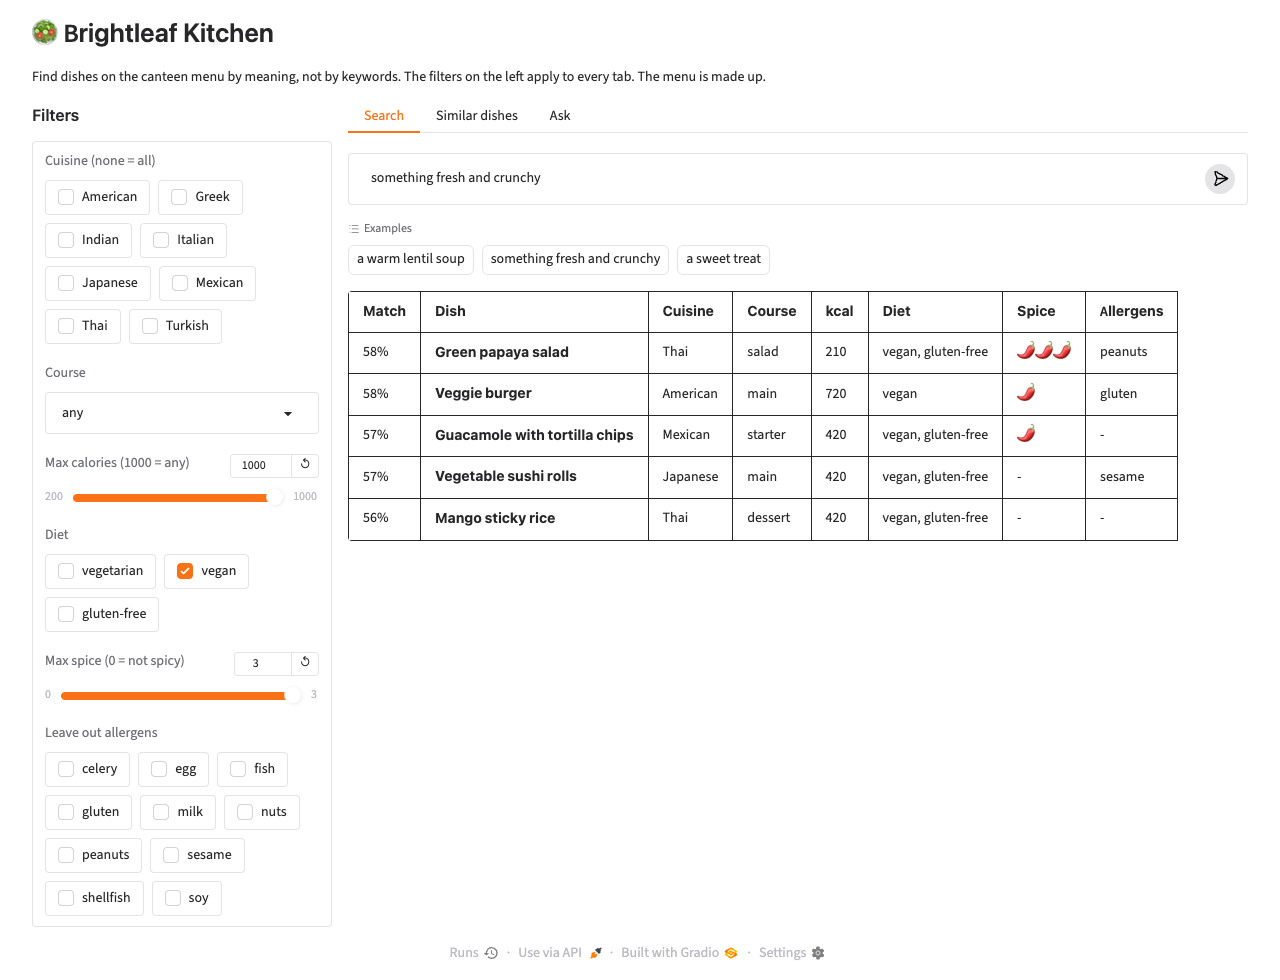 Brightleaf Kitchen
Find dishes on the canteen menu by meaning, not by keywords. The filters on the left apply to every tab. The menu is made up.
Filters
Cuisine (none = all)
American Greek
Indian Italian
Japanese Mexican
Thai Turkish
Course
any
Max calories (1000 = any) 1000
200 1000
Diet
vegetarian vegan
gluten-free
Max spice (0 = not spicy) 3
0 3
Leave out allergens
celery egg fish
gluten milk nuts
peanuts sesame
shellfish soy
Search Similar dishes Ask
something fresh and crunchy
Examples
a warm lentil soup something fresh and crunchy a sweet treat
Match Dish Cuisine Course kcal Diet Spice Allergens
58% Green papaya salad Thai salad 210 vegan, gluten-free peanuts
58% Veggie burger American main 720 vegan gluten
57% Guacamole with tortilla chips Mexican starter 420 vegan, gluten-free -
57% Vegetable sushi rolls Japanese main 420 vegan, gluten-free - sesame
56% Mango sticky rice Thai dessert 420 vegan, gluten-free - -
Runs · Use via API · Built with Gradio · Settings